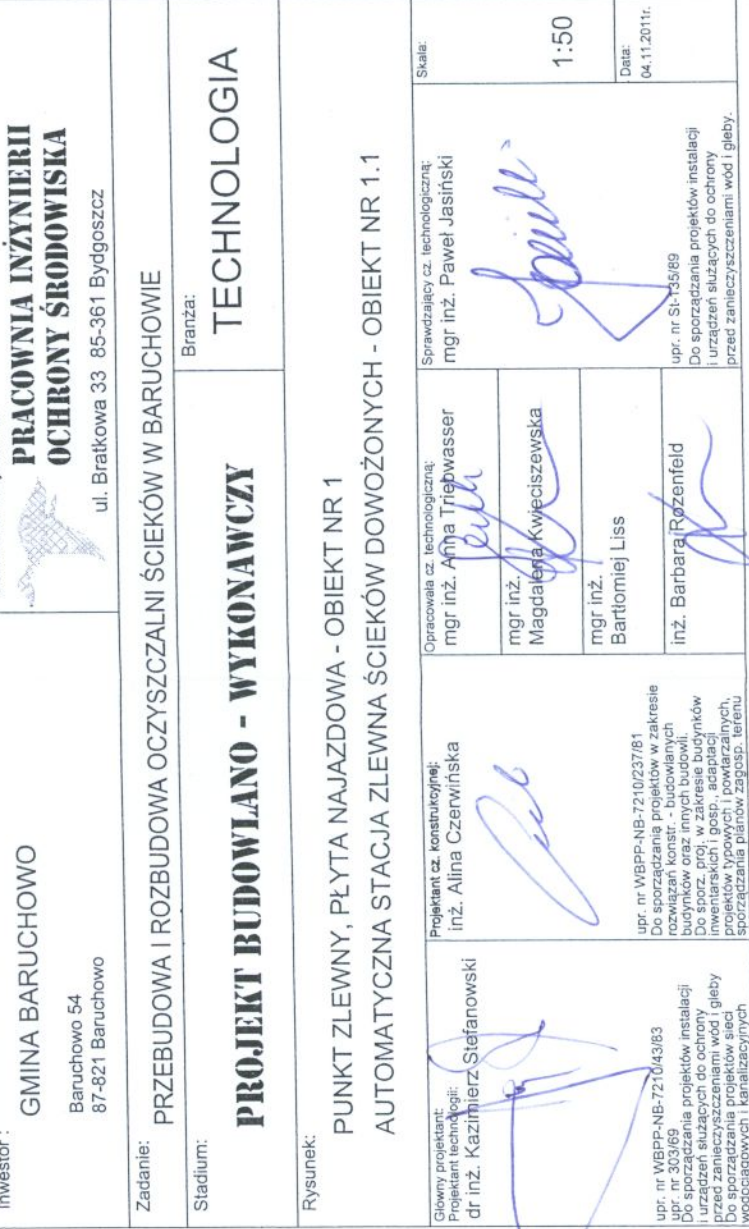 Inwestor :
GMINA BARUCHOWO
Baruchowo 54
87-821 Baruchowo
PRACOWNIA INŻYNIERII
OCHRONY ŚRODOWISKA
ul. Bratkowa 33 85-361 Bydgoszcz
Zadanie:
PRZEBUDOWA I ROZBUDOWA OCZYSZCZALNI ŚCIEKÓW W BARUCHOWIE
Stadium:
PROJEKT BUDOWLANO - WYKONAWCZY
Branża:
TECHNOLOGIA
Rysunek:
PUNKT ZLEWNY, PŁYTA NAJAZDOWA - OBIEKT NR 1
AUTOMATYCZNA STACJA ZLEWNA ŚCIEKÓW DOWOŻONYCH - OBIEKT NR 1.1
Główny projektant:
Projektant technologii:
dr inż. Kazimierz Stefanowski
upr. nr WBPP-NB-7210/43/83
upr. nr 303/69
Do sporządzania projektów instalacji
i urządzeń służących do ochrony
przed zanieczyszczeniami wód i gleby
Do sporządzania projektów sieci
wodociągowych i kanalizacyjnych
Projektant cz. konstrukcyjnej:
inż. Alina Czerwińska
upr. nr WBPP-NB-7210/237/81
Do sporządzania projektów w zakresie
rozwiązań konstr. - budowlanych
budynków oraz innych budowli.
Do sporz. proj. w zakresie budynków
inwentarskich i gosp., adaptacji
projektów typowych i powtarzalnych,
sporządzania planów zagosp. terenu
Opracowała cz. technologiczną:
mgr inż. Anna Triebwasser
mgr inż.
Magdalena Kwieciszewska
mgr inż.
Bartłomiej Liss
inż. Barbara Rozenfeld
Sprawdzający cz. technologiczną:
mgr inż. Paweł Jasiński
upr. nr St-135/89
Do sporządzania projektów instalacji
i urządzeń służących do ochrony
przed zanieczyszczeniami wód i gleby.
Skala:
1:50
Data:
04.11.2011r.